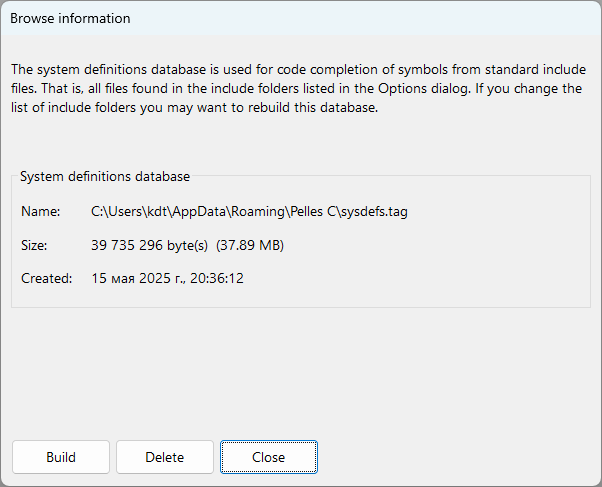 Browse information
The system definitions database is used for code completion of symbols from standard include
files. That is, all files found in the include folders listed in the Options dialog. If you change the
list of include folders you may want to rebuild this database.
System definitions database
Name: C:\Users\kdt\AppData\Roaming\Pelles C\sysdefs.tag
Size: 39 735 296 byte(s) (37.89 MB)
Created: 15 мая 2025 г., 20:36:12
Build Delete Close